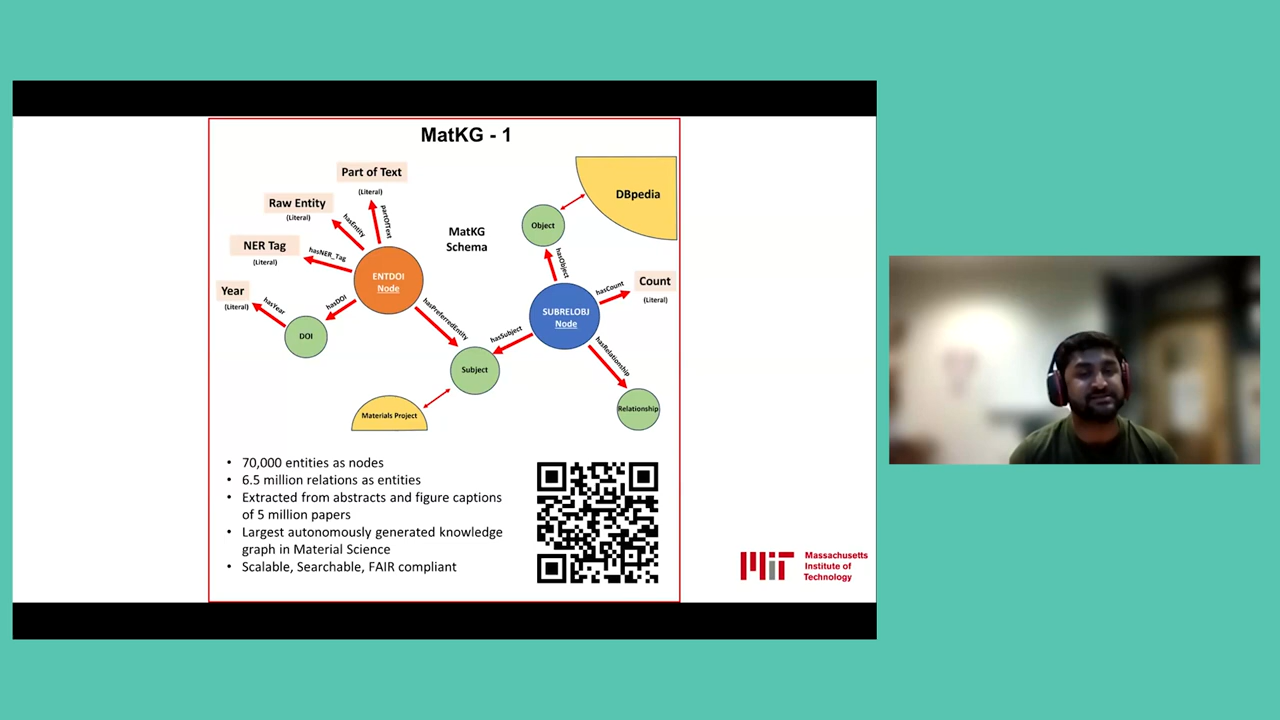 MatKG - 1
Part of Text
(Literal)
partOfText
Raw Entity
(Literal)
hasEntity
NER Tag
(Literal)
hasNER_Tag
Year
(Literal)
hasYear
DOI
hasDOI
ENTDOI
Node
hasPreferredEntity
MatKG
Schema
DBpedia
Object
hasObject
Count
(Literal)
hasCount
SUBRELOBJ
Node
hasSubject
hasRelationship
Subject
Relationship
Materials Project
• 70,000 entities as nodes
• 6.5 million relations as entities
• Extracted from abstracts and figure captions
of 5 million papers
• Largest autonomously generated knowledge
graph in Material Science
• Scalable, Searchable, FAIR compliant
MIT
Massachusetts
Institute of
Technology